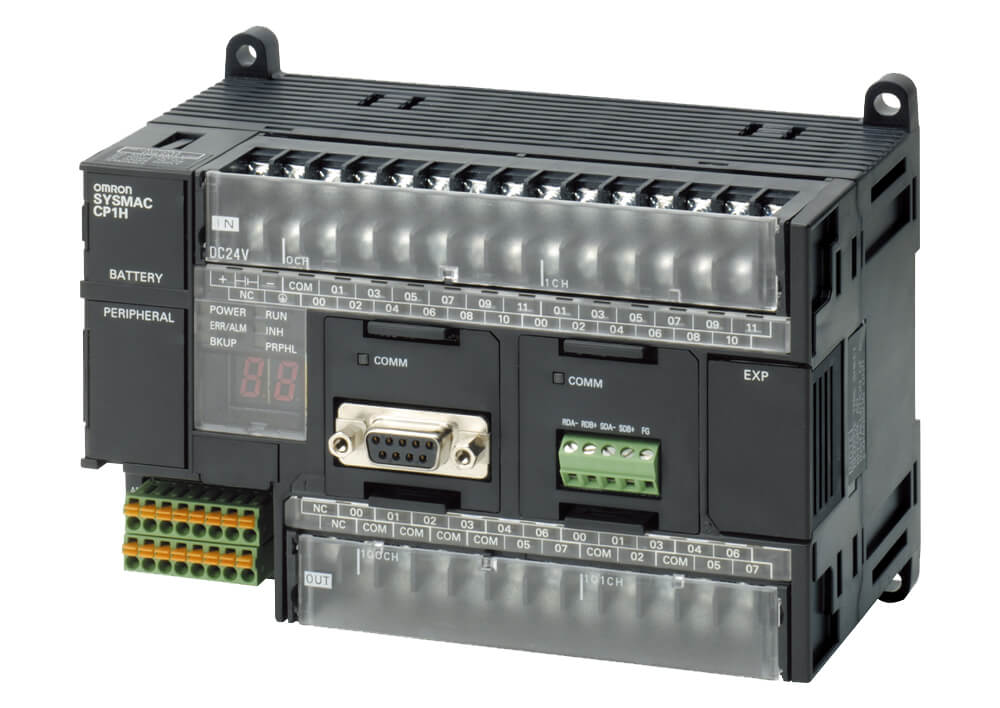 omron
SYSMAC
CP1H
BATTERY
PERIPHERAL
IN
DC24V
0CH
1CH
+ − COM 01 03 05 07 09 11 01 03 05 07 09 11
NC 00 02 04 06 08 10 00 02 04 06 08 10
POWER RUN
ERR/ALM INH
BKUP PRPHL
88
COMM
COMM
RDA- RDB+ SDA- SDB+ FG
EXP
NC 00 01 02 03 04 06 00 01 03 04 06
NC COM COM COM COM 05 07 COM 02 COM 05 07
100CH
101CH
OUT